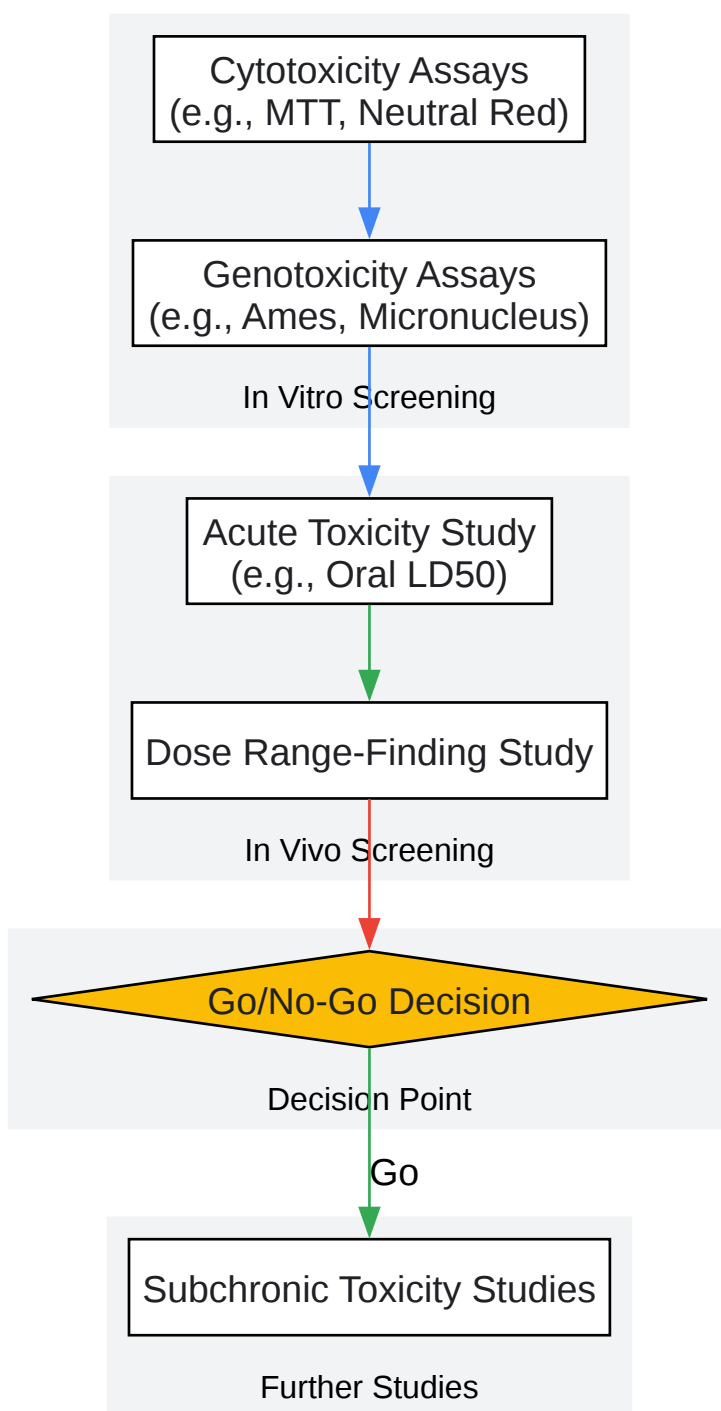 Cytotoxicity Assays
(e.g., MTT, Neutral Red)
Genotoxicity Assays
(e.g., Ames, Micronucleus)
In Vitro Screening
Acute Toxicity Study
(e.g., Oral LD50)
Dose Range-Finding Study
In Vivo Screening
Go/No-Go Decision
Decision Point
Go
Subchronic Toxicity Studies
Further Studies